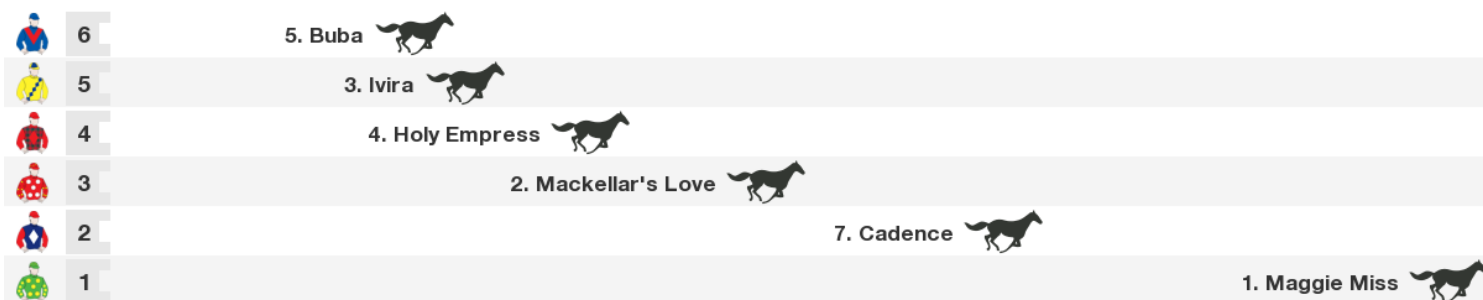 6 5. Buba
5 3. Ivira
4 4. Holy Empress
3 2. Mackellar's Love
2 7. Cadence
1 1. Maggie Miss